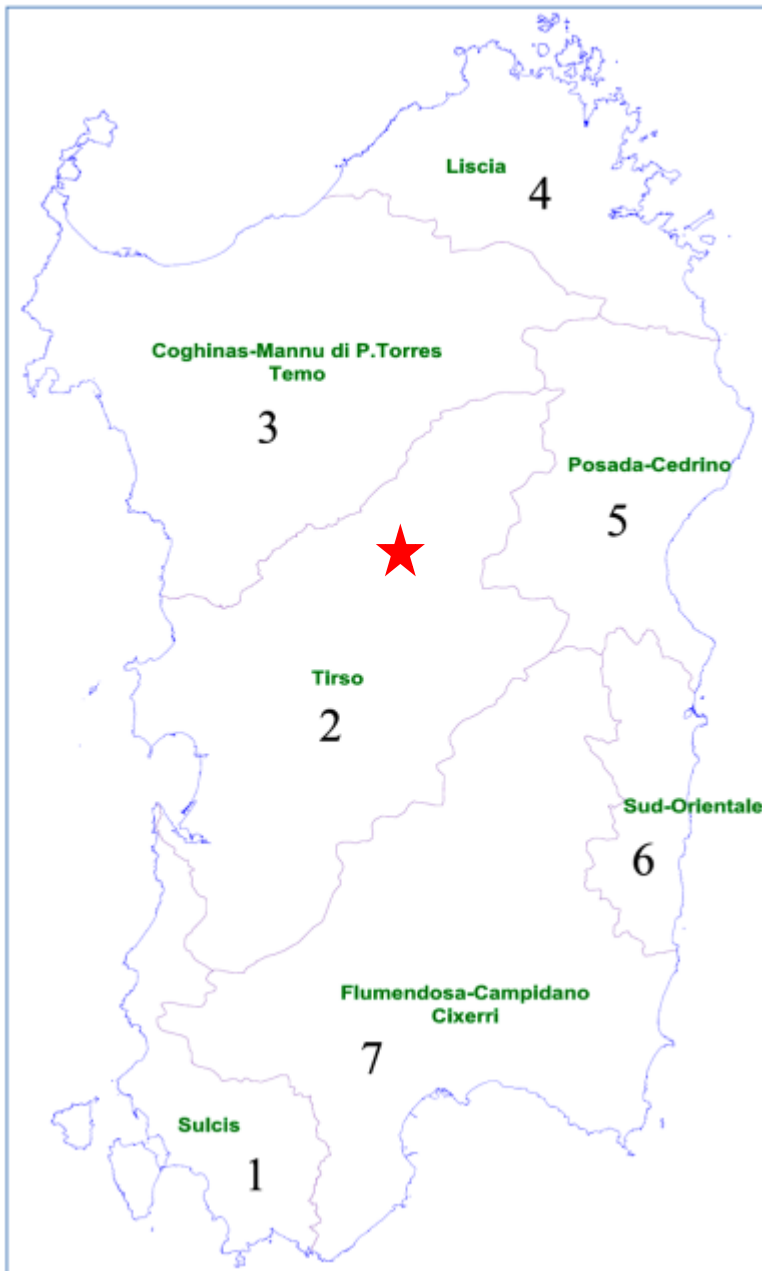 Liscia
4
Coghinas-Mannu di P.Torres
Temo
3
Posada-Cedrino
5
Tirso
2
Sud-Orientale
6
Flumendosa-Campidano
Cixerri
7
Sulcis
1